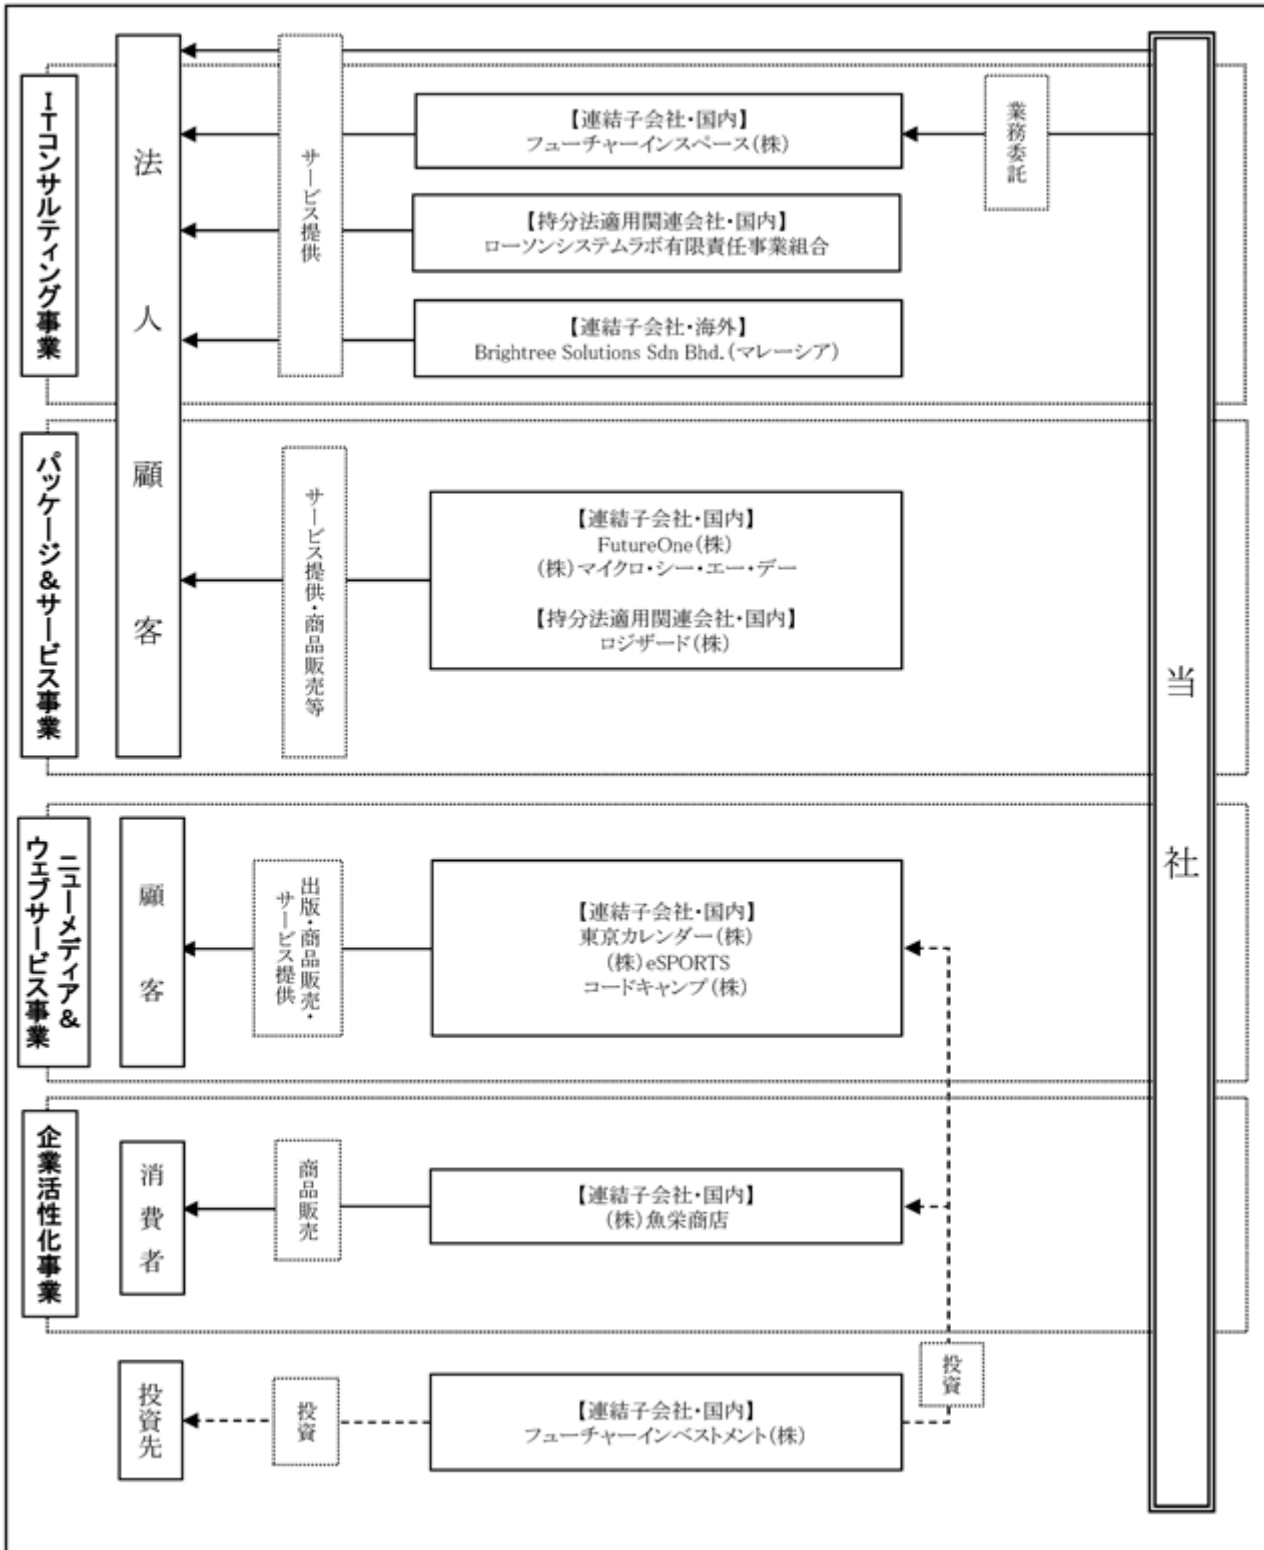 ITコンサルティング事業
法人顧客
サービス提供
【連結子会社・国内】
フューチャーインスペース(株)
業務委託
【持分法適用関連会社・国内】
ローソンシステムラボ有限責任事業組合
【連結子会社・海外】
Brightree Solutions Sdn Bhd.(マレーシア)
当社
パッケージ&サービス事業
サービス提供・商品販売等
【連結子会社・国内】
FutureOne(株)
(株)マイクロ・シー・エー・デー
【持分法適用関連会社・国内】
ロジザード(株)
ニューメディア&
ウェブサービス事業
顧客
出版・商品販売・
サービス提供
【連結子会社・国内】
東京カレンダー(株)
(株)eSPORTS
コードキャンプ(株)
企業活性化事業
消費者
商品販売
【連結子会社・国内】
(株)魚栄商店
投資
投資先
投資
【連結子会社・国内】
フューチャーインベストメント(株)